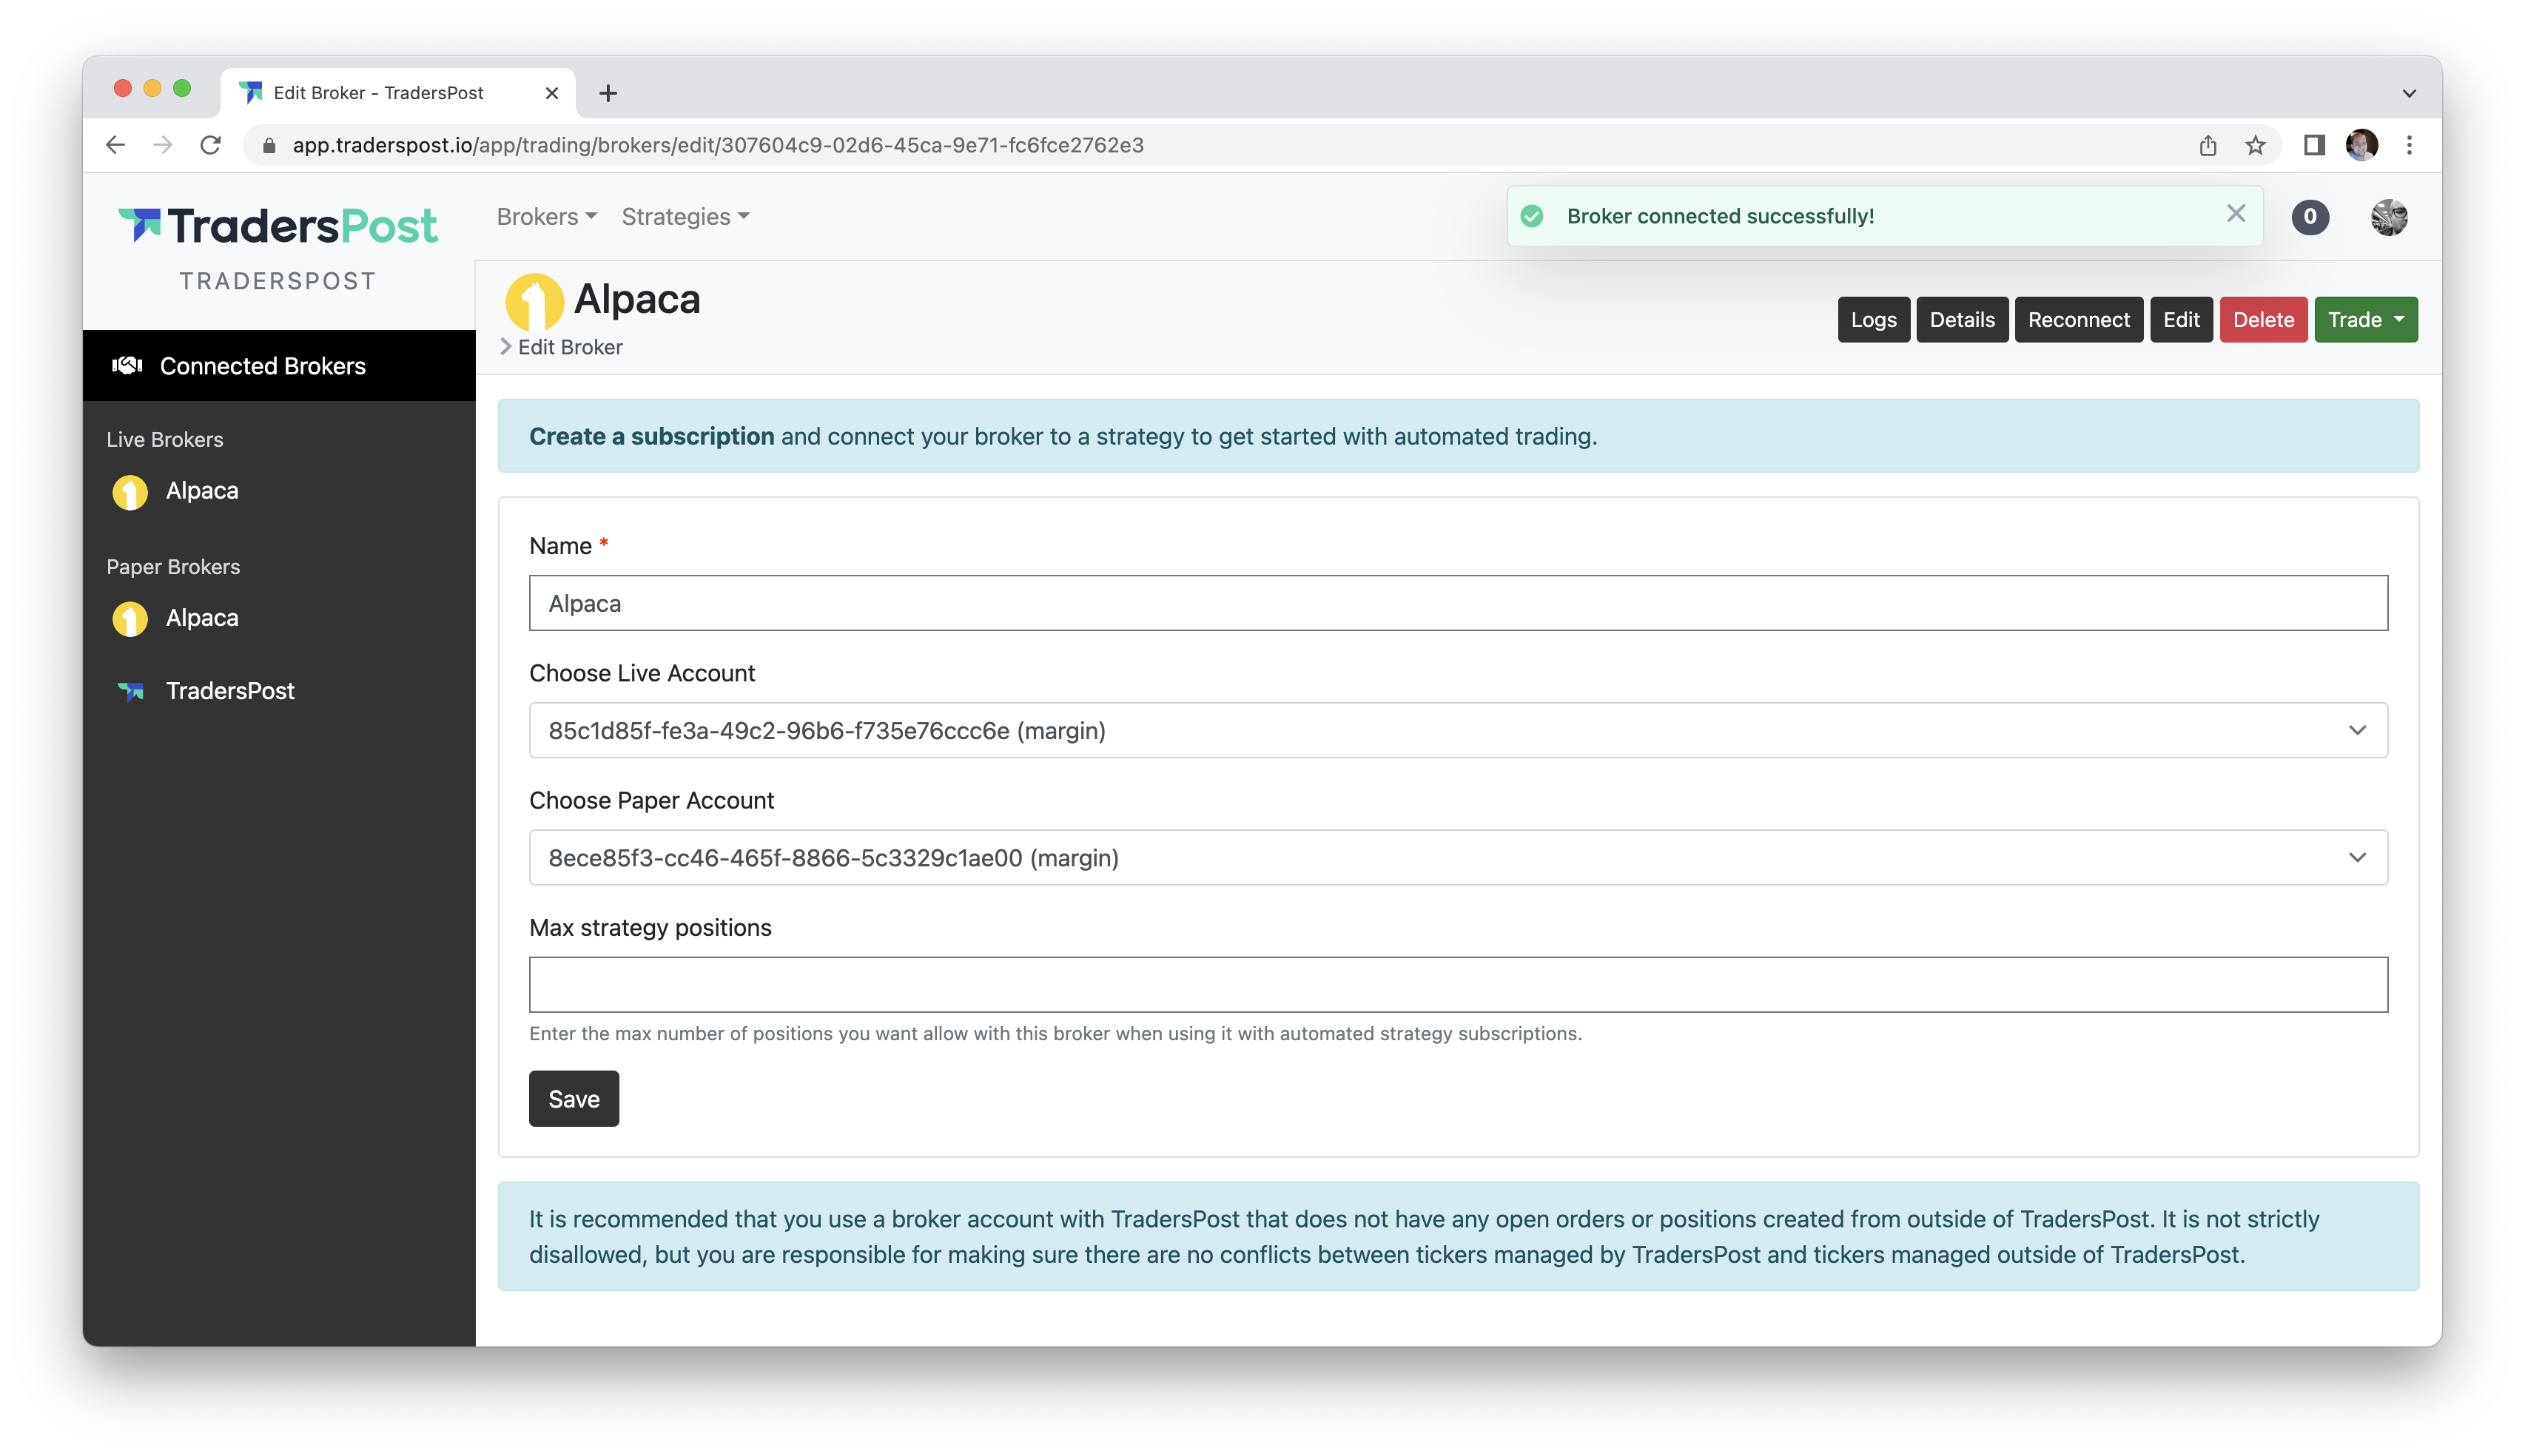 Edit Broker - TradersPost
app.traderspost.io/app/trading/brokers/edit/307604c9-02d6-45ca-9e71-fc6fce2762e3
TradersPost
TRADERSPOST
Brokers
Strategies
Broker connected successfully!
0
Alpaca
Edit Broker
Logs
Details
Reconnect
Edit
Delete
Trade
Connected Brokers
Live Brokers
Alpaca
Paper Brokers
Alpaca
TradersPost
Create a subscription and connect your broker to a strategy to get started with automated trading.
Name *
Alpaca
Choose Live Account
85c1d85f-fe3a-49c2-96b6-f735e76ccc6e (margin)
Choose Paper Account
8ece85f3-cc46-465f-8866-5c3329c1ae00 (margin)
Max strategy positions
Enter the max number of positions you want allow with this broker when using it with automated strategy subscriptions.
Save
It is recommended that you use a broker account with TradersPost that does not have any open orders or positions created from outside of TradersPost. It is not strictly
disallowed, but you are responsible for making sure there are no conflicts between tickers managed by TradersPost and tickers managed outside of TradersPost.